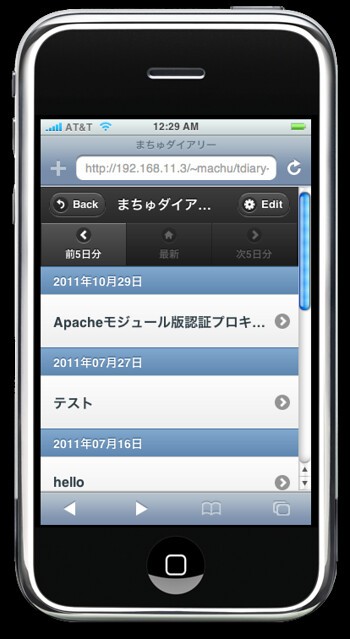 AT&T 12:29 AM
まちゅダイアリー
http://192.168.11.3/~machu/tdiary-
Back まちゅダイア... Edit
前5日分 最新 次5日分
2011年10月29日
Apacheモジュール版認証プロキ...
2011年07月27日
テスト
2011年07月16日
hello